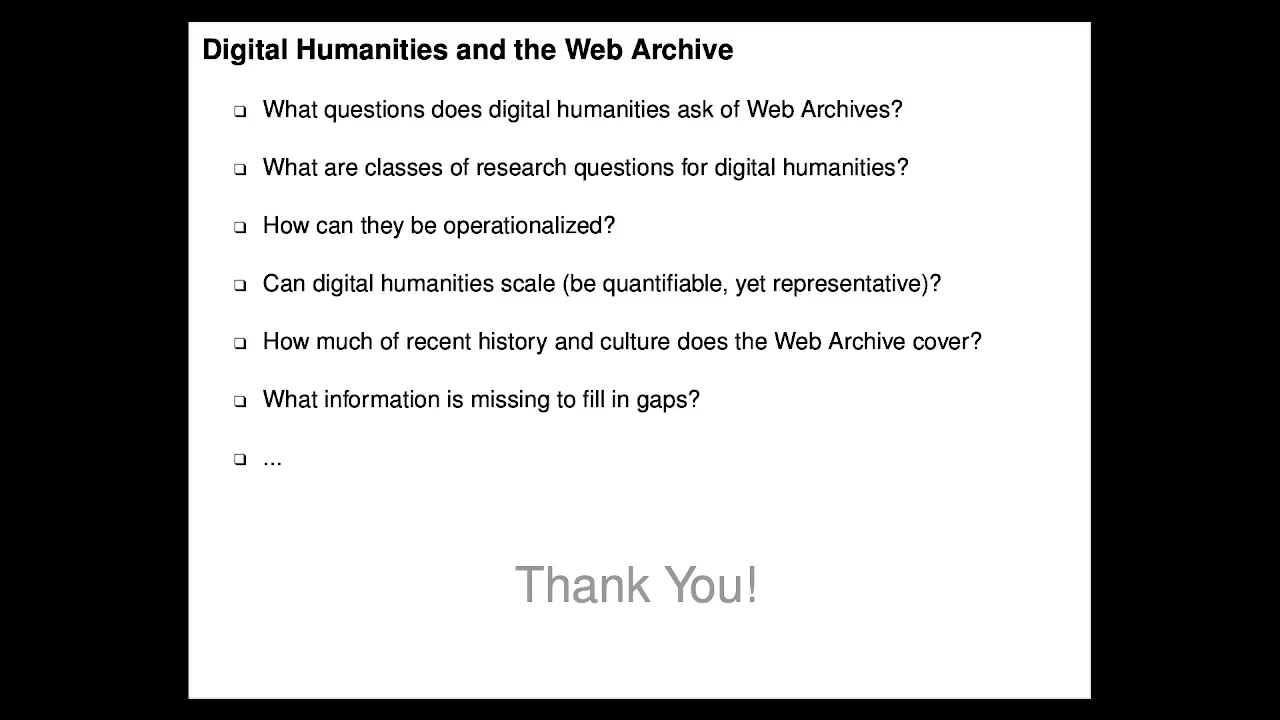 Digital Humanities and the Web Archive
❑ What questions does digital humanities ask of Web Archives?
❑ What are classes of research questions for digital humanities?
❑ How can they be operationalized?
❑ Can digital humanities scale (be quantifiable, yet representative)?
❑ How much of recent history and culture does the Web Archive cover?
❑ What information is missing to fill in gaps?
❑ ...
Thank You!